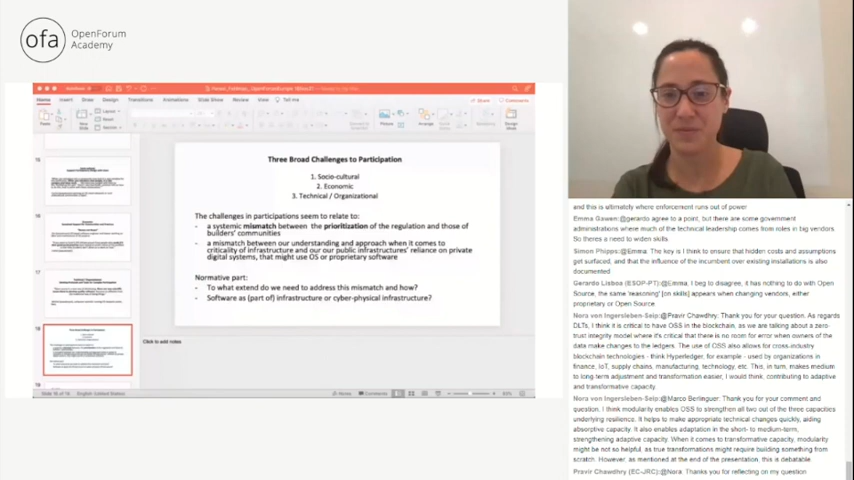 ofa
OpenForum
Academy
Home Insert Draw Design Transitions Animations Slide Show Review View Tell me
Share Comments
Three Broad Challenges to Participation
1. Socio-cultural
2. Economic
3. Technical / Organizational
The challenges in participations seem to relate to:
- a systemic mismatch between the prioritization of the regulation and those of
builders' communities
- a mismatch between our understanding and approach when it comes to
criticality of infrastructure and our our public infrastructures' reliance on private
digital systems, that might use OS or proprietary software
Normative part:
- To what extend do we need to address this mismatch and how?
- Software as (part of) infrastructure or cyber-physical infrastructure?
Click to add notes
and this is ultimately where enforcement runs out of power
Emma Gawen:@gerardo agree to a point, but there are some government
administrations where much of the technical leadership comes from roles in big vendors.
So theres a need to widen skills
Simon Phipps:@Emma. The key is I think to ensure that hidden costs and assumptions get
surfaced, and that the influence of the incumbent over existing installations is also
documented
Gerardo Lisboa (ESOP-PT):@Emma, I beg to disagree, it has nothing to do with Open
Source, the same 'reasoning' [on skills] appears when changing vendors, either
proprietary or Open Source
Nora von Ingersleben-Seip:@Pravir Chawdhry: Thank you for your question. As regards
DLTs, I think it is critical to have OSS in the blockchain, as we are talking about a zero-
trust integrity model where it's critical that there is no room for error when owners of the
data make changes to the ledgers. The use of OSS also allows for cross-industry
blockchain technologies - think Hyperledger, for example - used by organizations in
finance, IoT, supply chains, manufacturing, technology, etc. This, in turn, makes medium
to long term adjustment and transformation easier, I would think, contributing to adaptive
and transformative capacity.
Nora von Ingersleben-Seip:@Marco Berlinguer: Thank you for your comment and
question. I think modularity enables OSS to strengthen all two out of the three capacities
underlying resilience. It helps to make appropriate technical changes quickly, aiding
absorptive capacity. It also enables adaptation in the short- to medium-term,
strengthening adaptive capacity. When it comes to transformative capacity, modularity
might be not so helpful, as true transformations might require building something from
scratch. However, as mentioned at the end of the presentation, this is debatable
Pravir Chawdhry (EC-JRC):@Nora. Thanks you for reflecting on my question